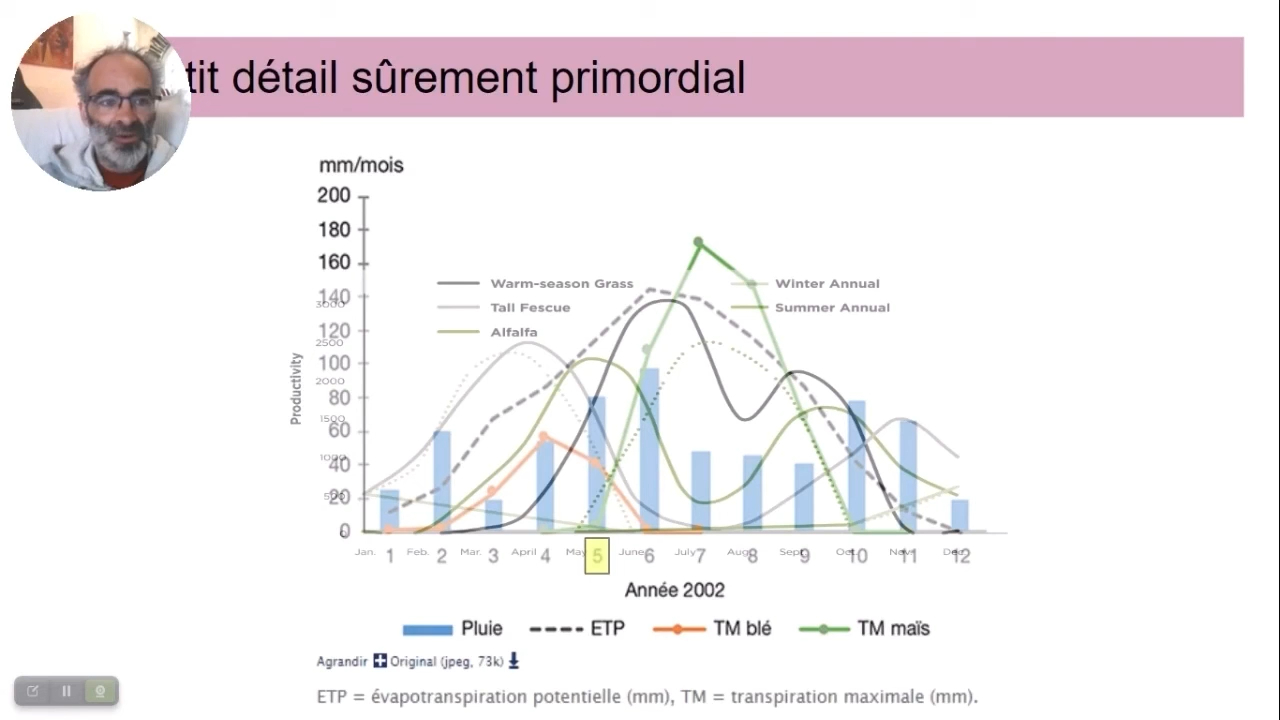 tit détail sûrement primordial
mm/mois
200
180
160
140
3000
120
2500
100
2000
80
1500
60
1000
40
500
20
0
Productivity
Warm-season Grass
Tall Fescue
Alfalfa
Winter Annual
Summer Annual
Jan. Feb. Mar. April May June July Aug. Sept. Oct. Nov. Dec.
1 2 3 4 5 6 7 8 9 10 11 12
Année 2002
Pluie ETP TM blé TM maïs
Agrandir Original (jpeg, 73k)
ETP = évapotranspiration potentielle (mm), TM = transpiration maximale (mm).